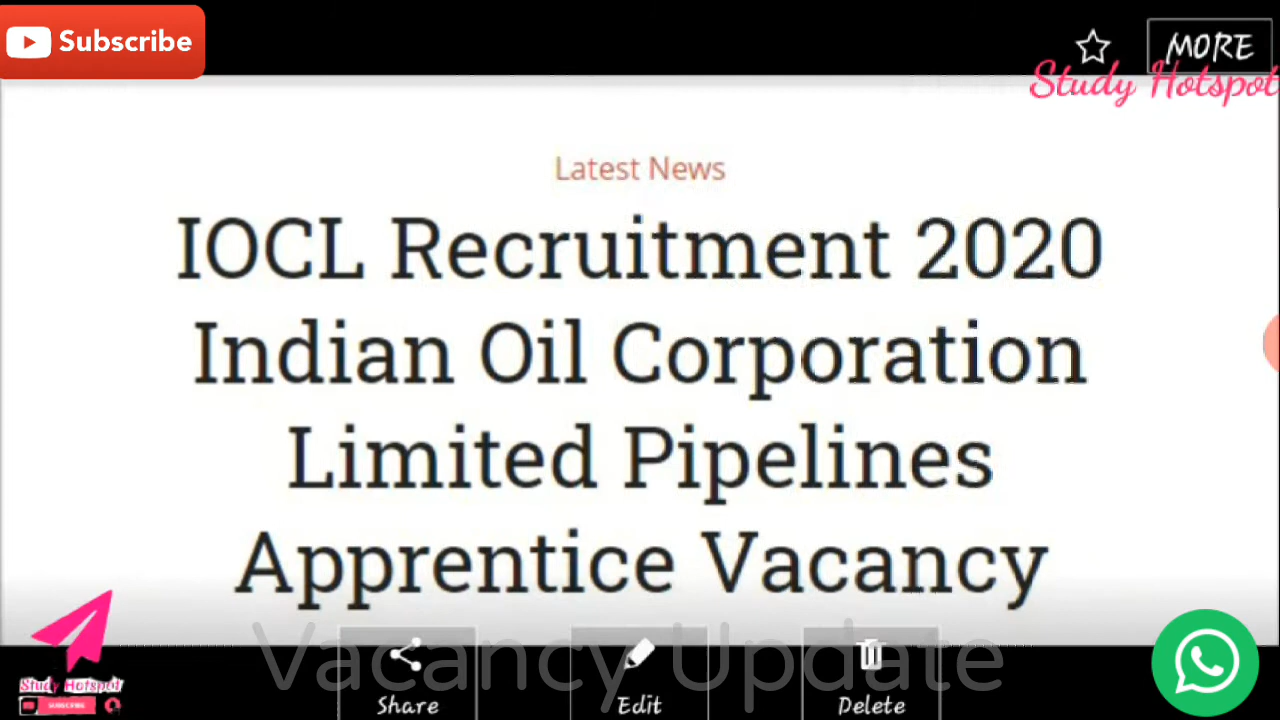 Subscribe
MORE
Study Hotspot
Latest News
IOCL Recruitment 2020
Indian Oil Corporation
Limited Pipelines
Apprentice Vacancy
Vacancy Update
Share
Edit
Delete
Study Hotspot
SUBSCRIBE